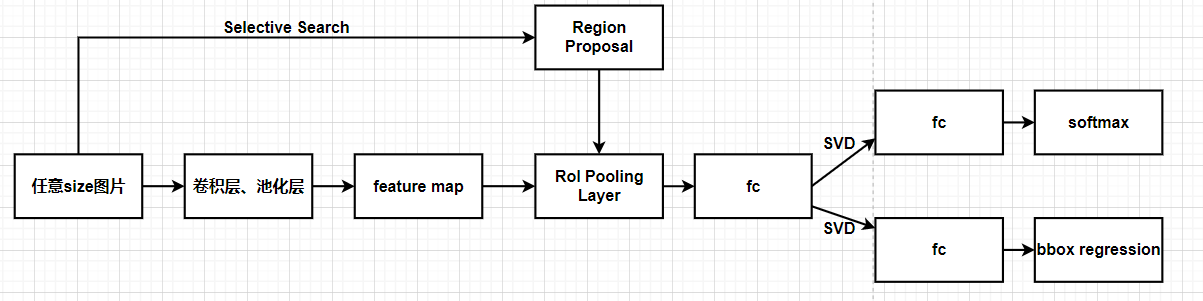 Selective Search
Region
Proposal
任意size图片
卷积层、池化层
feature map
RoI Pooling
Layer
fc
SVD
fc
softmax
SVD
fc
bbox regression